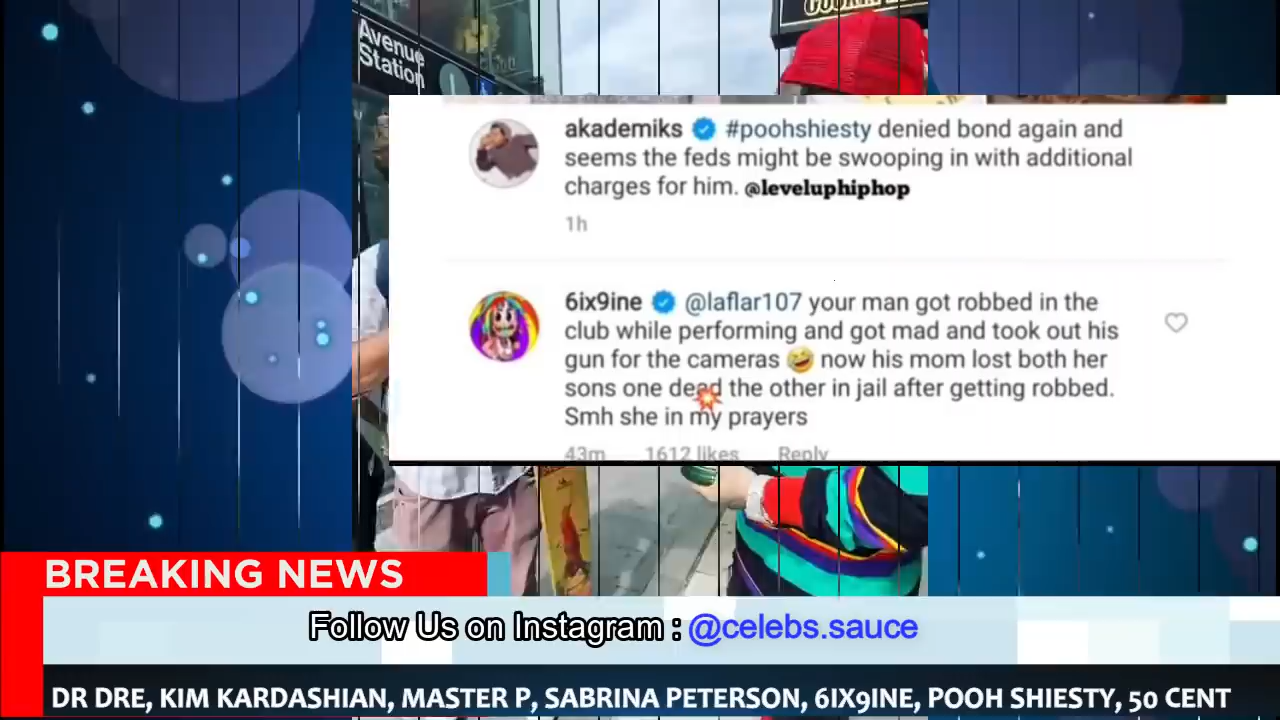 Avenue
Station
akademiks #poohshiesty denied bond again and
seems the feds might be swooping in with additional
charges for him. @leveluphiphop
1h
6ix9ine @laflar107 your man got robbed in the
club while performing and got mad and took out his
gun for the cameras 🤣 now his mom lost both her
sons one dead the other in jail after getting robbed.
Smh she in my prayers
43m 1612 likes Reply
BREAKING NEWS
Follow Us on Instagram : @celebs.sauce
DR DRE, KIM KARDASHIAN, MASTER P, SABRINA PETERSON, 6IX9INE, POOH SHIESTY, 50 CENT